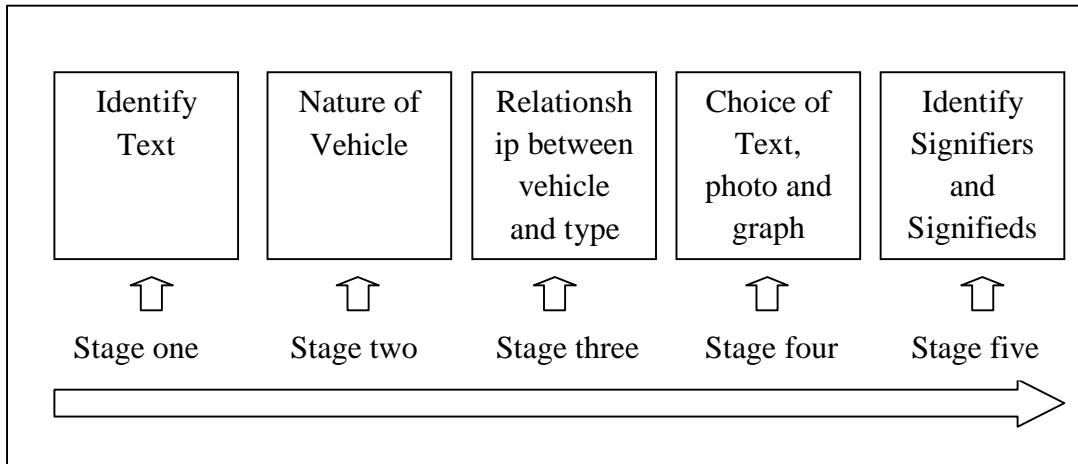 Identify
Text
Nature of
Vehicle
Relationsh
ip between
vehicle
and type
Choice of
Text,
photo and
graph
Identify
Signifiers
and
Signifieds
Stage one
Stage two
Stage three
Stage four
Stage five